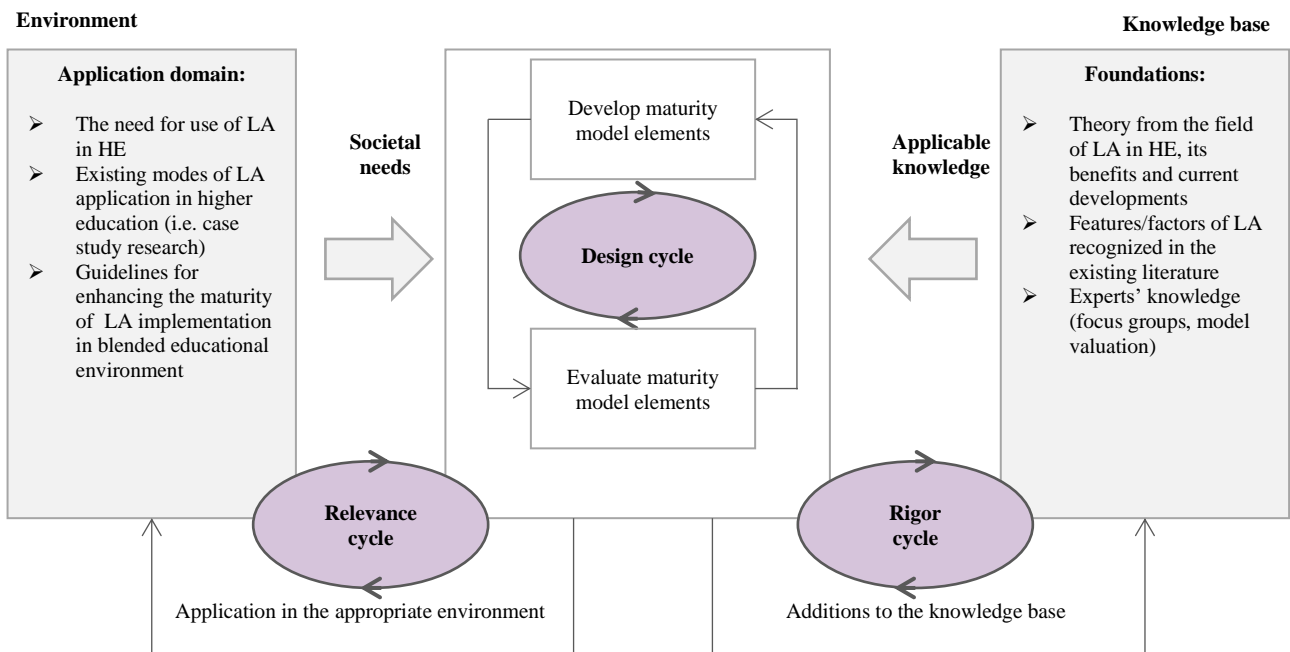 Environment
Knowledge base
Application domain:
➢ The need for use of LA
in HE
➢ Existing modes of LA
application in higher
education (i.e. case
study research)
➢ Guidelines for
enhancing the maturity
of LA implementation
in blended educational
environment
Societal
needs
Develop maturity
model elements
Design cycle
Evaluate maturity
model elements
Applicable
knowledge
Foundations:
➢ Theory from the field
of LA in HE, its
benefits and current
developments
➢ Features/factors of LA
recognized in the
existing literature
➢ Experts’ knowledge
(focus groups, model
valuation)
Relevance
cycle
Rigor
cycle
Application in the appropriate environment
Additions to the knowledge base